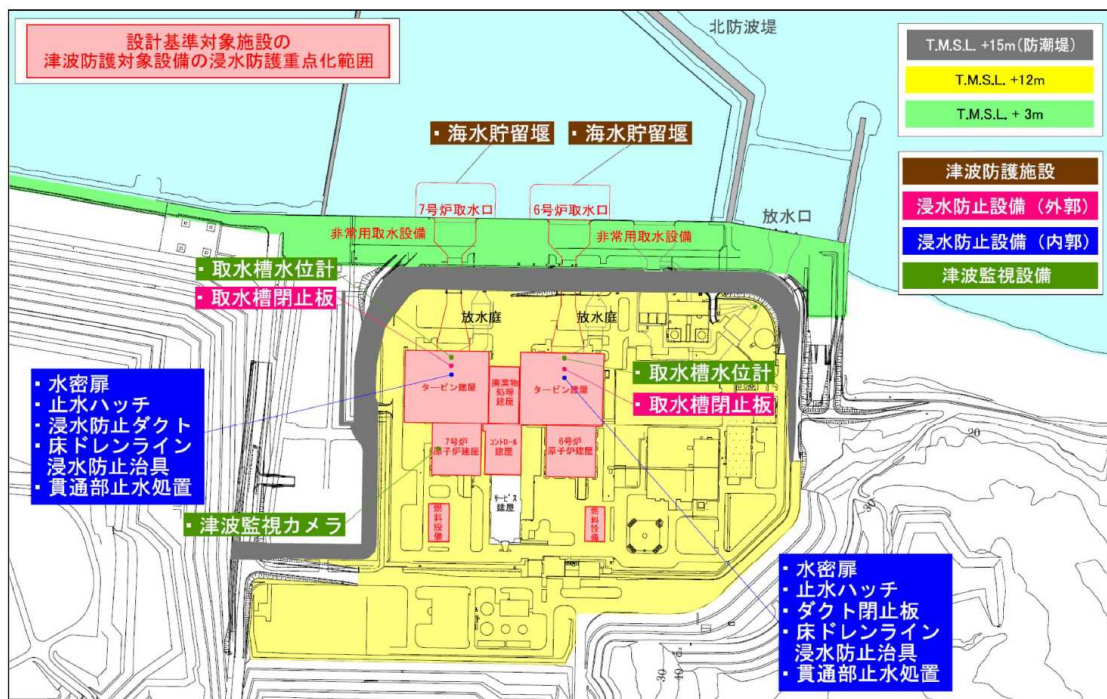 設計基準対象施設の
津波防護対象設備の浸水防護重点化範囲
北防波堤
T.M.S.L. +15m(防潮堤)
T.M.S.L. +12m
T.M.S.L. + 3m
・海水貯留堰
・海水貯留堰
津波防護施設
浸水防止設備（外郭）
浸水防止設備（内郭）
津波監視設備
7号炉取水口
6号炉取水口
放水口
非常用取水設備
非常用取水設備
・取水槽水位計
・取水槽閉止板
放水庭
放水庭
タービン建屋
廃棄物
処理
建屋
タービン建屋
・取水槽水位計
・取水槽閉止板
・水密扉
・止水ハッチ
・浸水防止ダクト
・床ドレンライン
浸水防止治具
・貫通部止水処置
7号炉
原子炉建屋
コントロール
建屋
6号炉
原子炉建屋
サービス
建屋
・津波監視カメラ
燃料設備
燃料設備
・水密扉
・止水ハッチ
・ダクト閉止板
・床ドレンライン
浸水防止治具
・貫通部止水処置
20
30
30
40